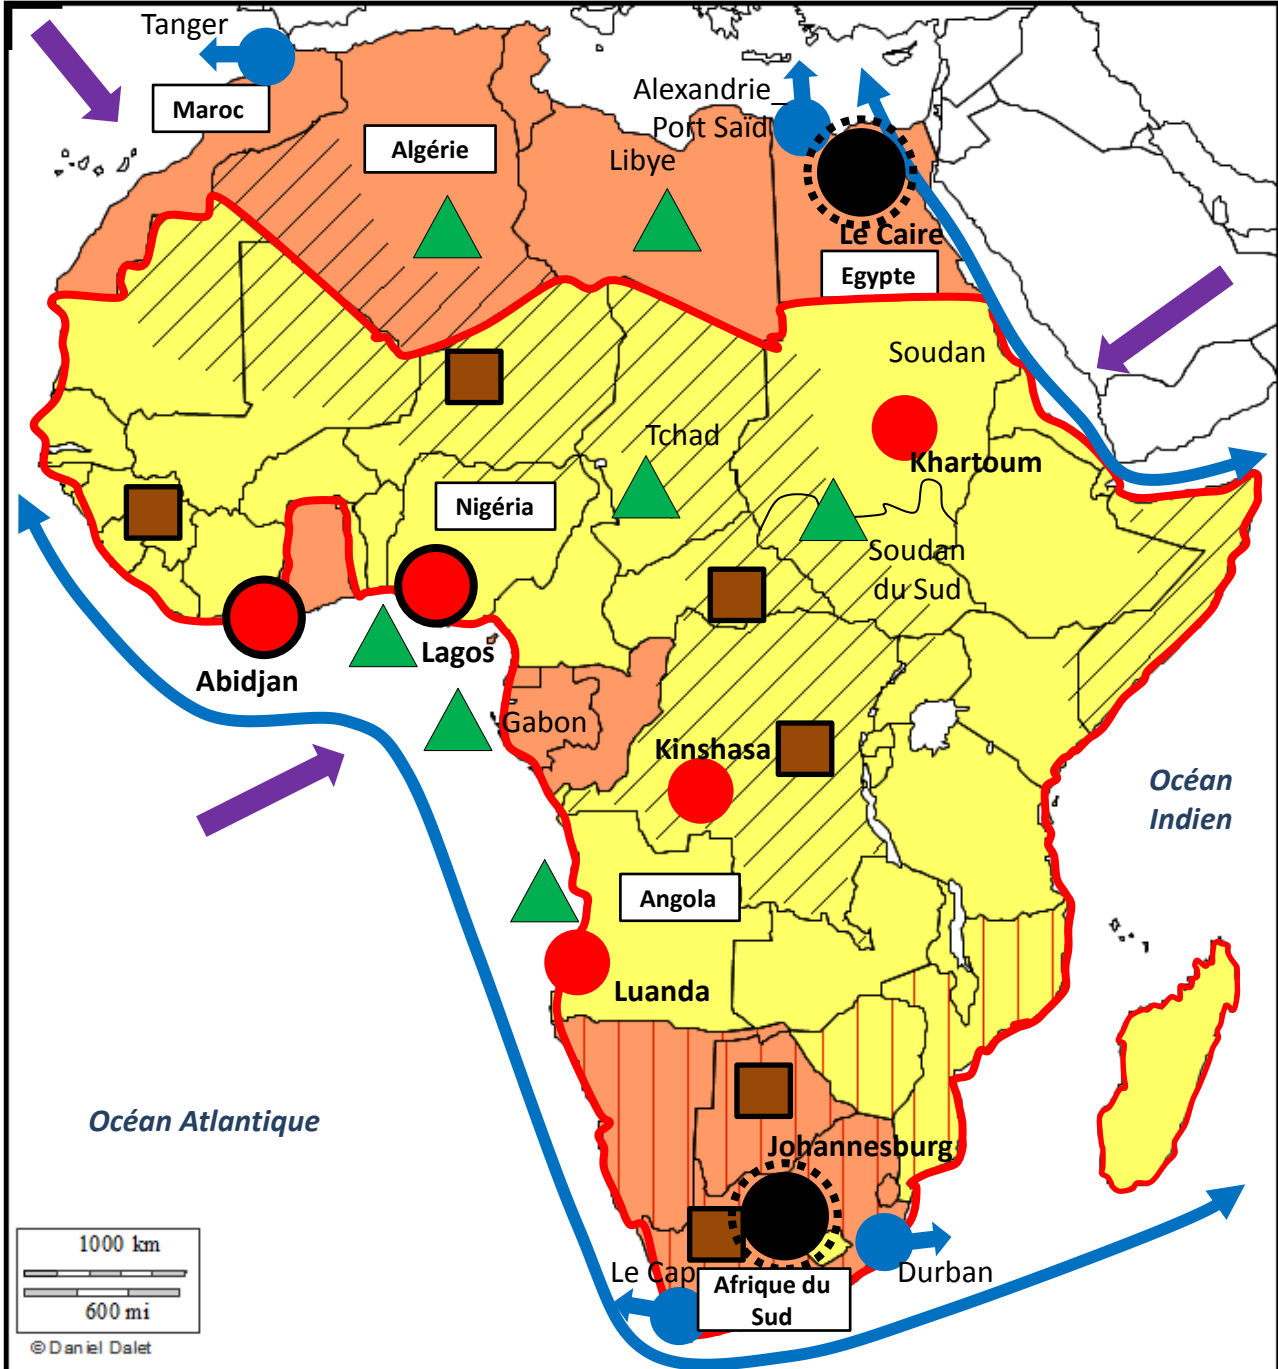 Tanger
Maroc
Algérie
Alexandrie_
Port Saïd
Libye
Le Caire
Egypte
Soudan
Tchad
Khartoum
Nigéria
Soudan
du Sud
Lagos
Abidjan
Gabon
Kinshasa
Océan
Indien
Angola
Luanda
Océan Atlantique
Johannesburg
Le Cap
Afrique du
Sud
Durban
1000 km
600 mi
© Daniel Dalet